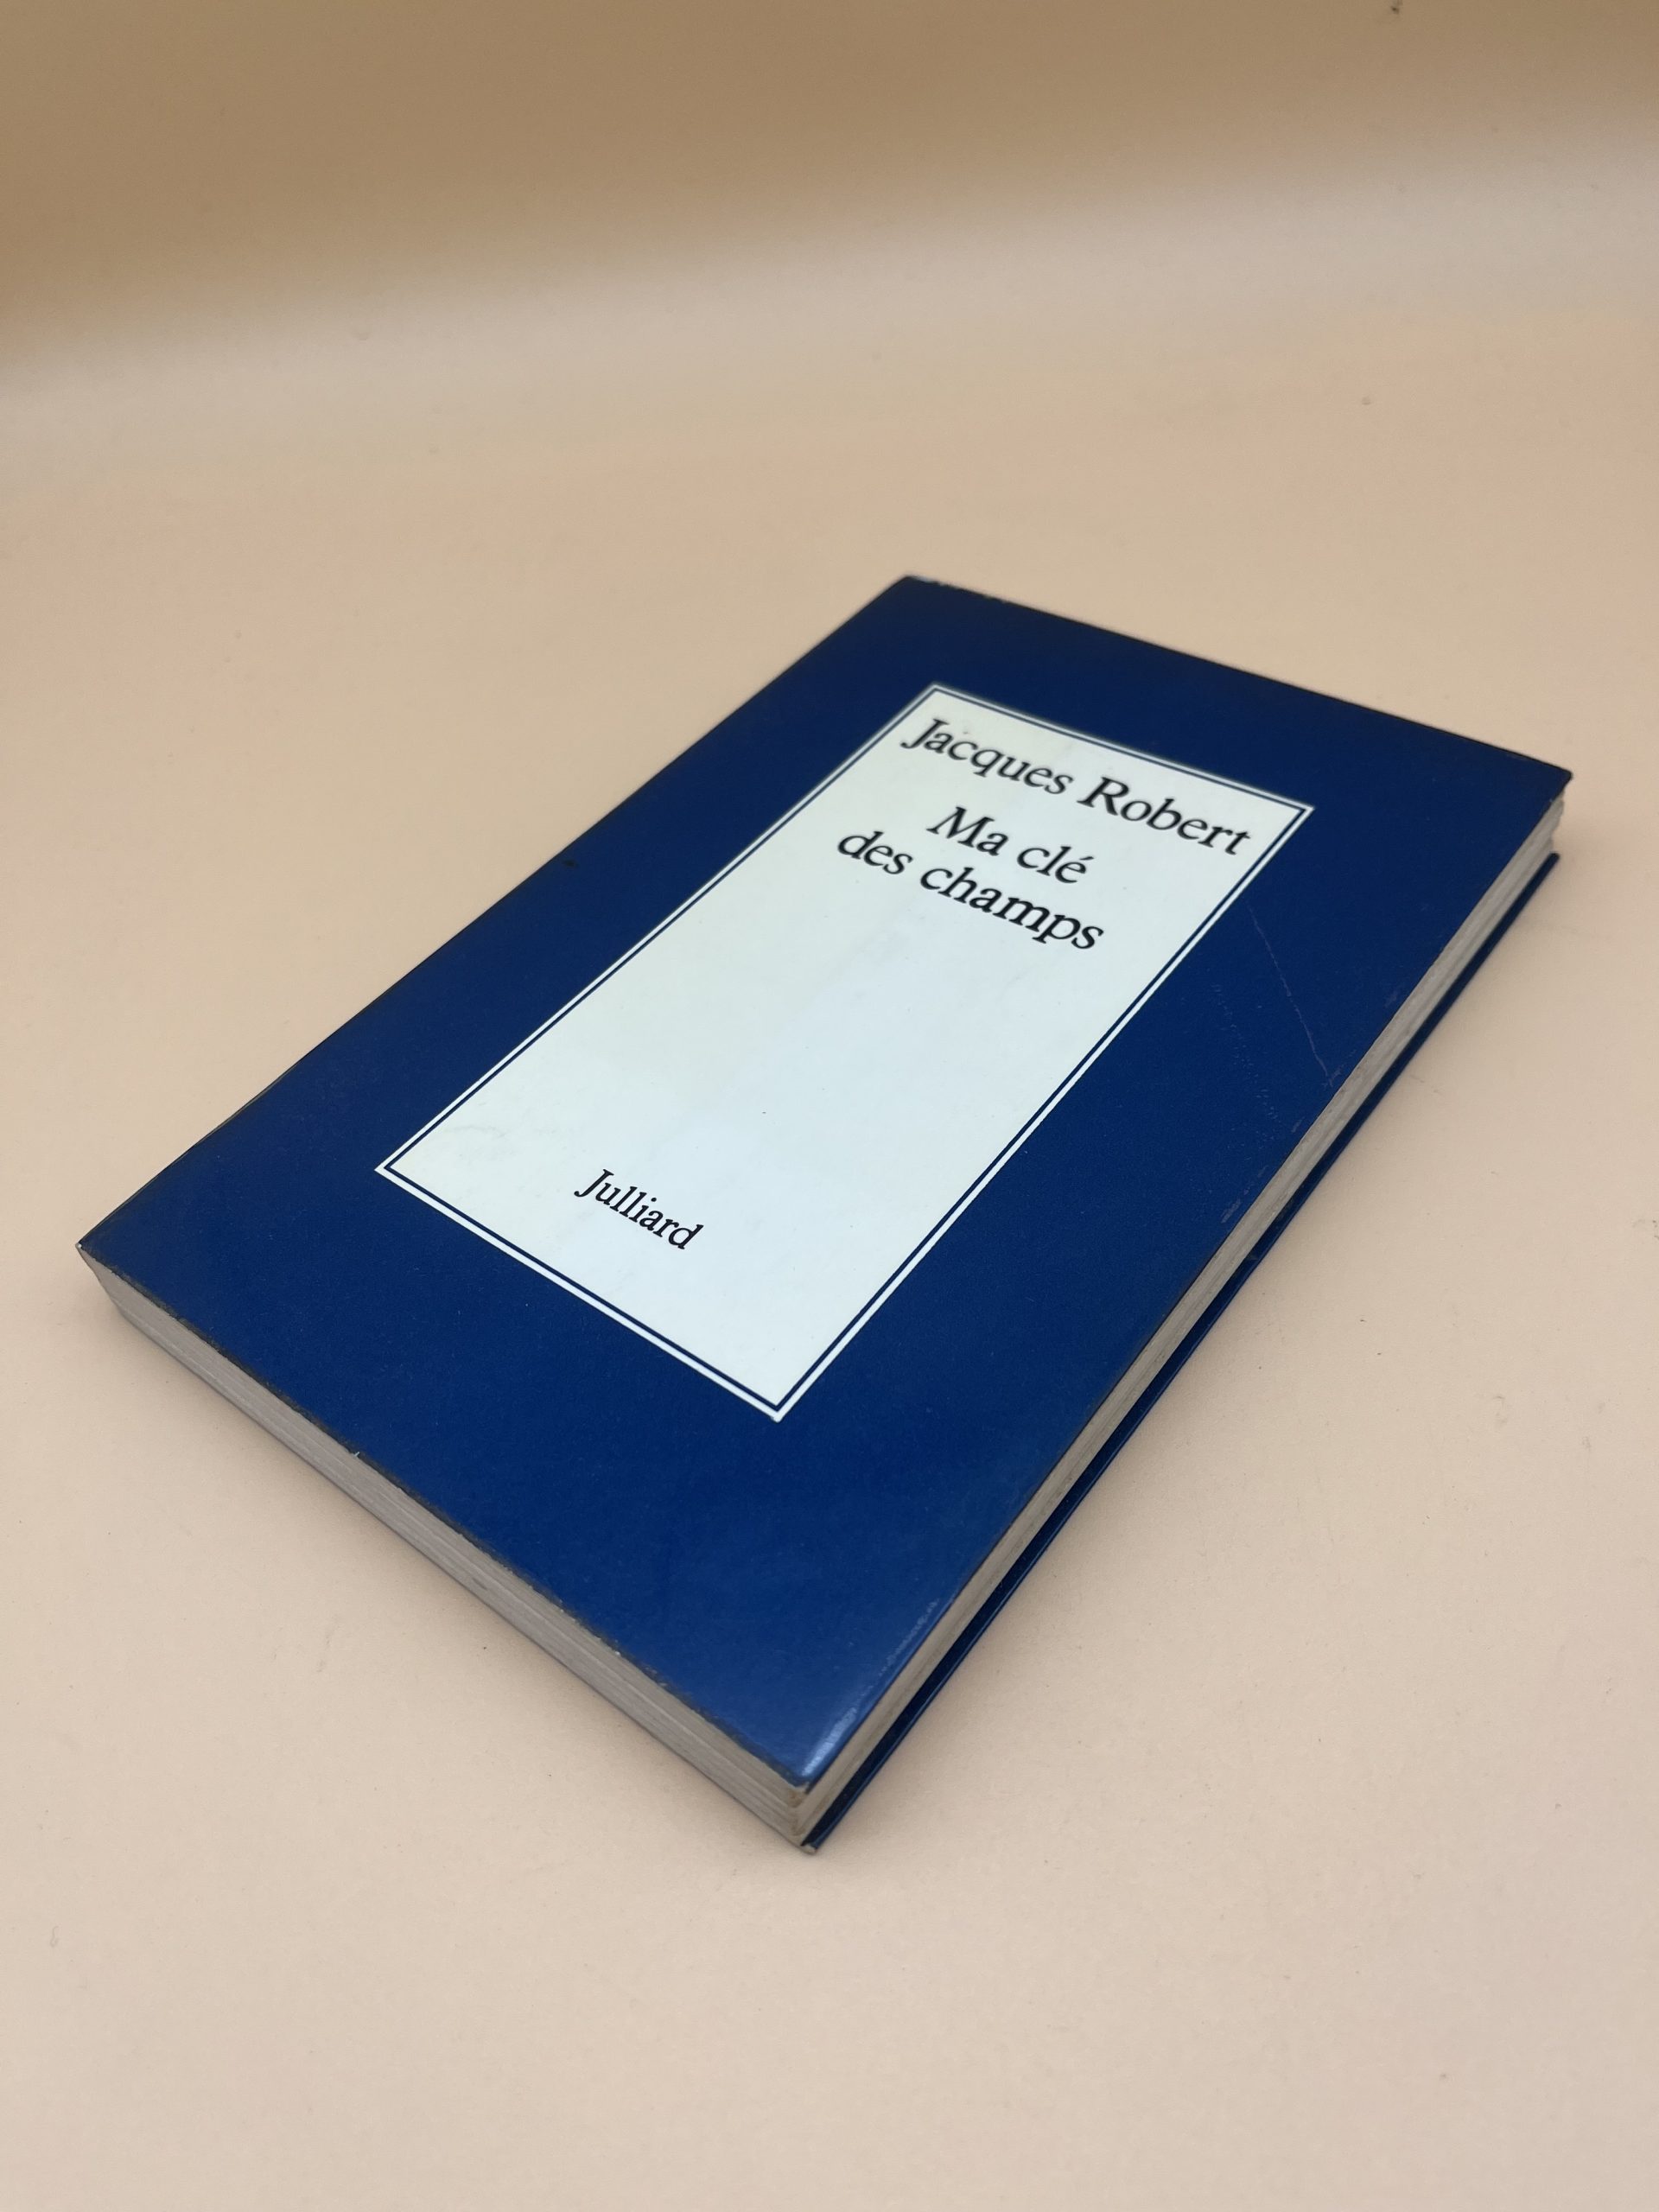 Jacques Robert
Ma clé
des champs
Julliard